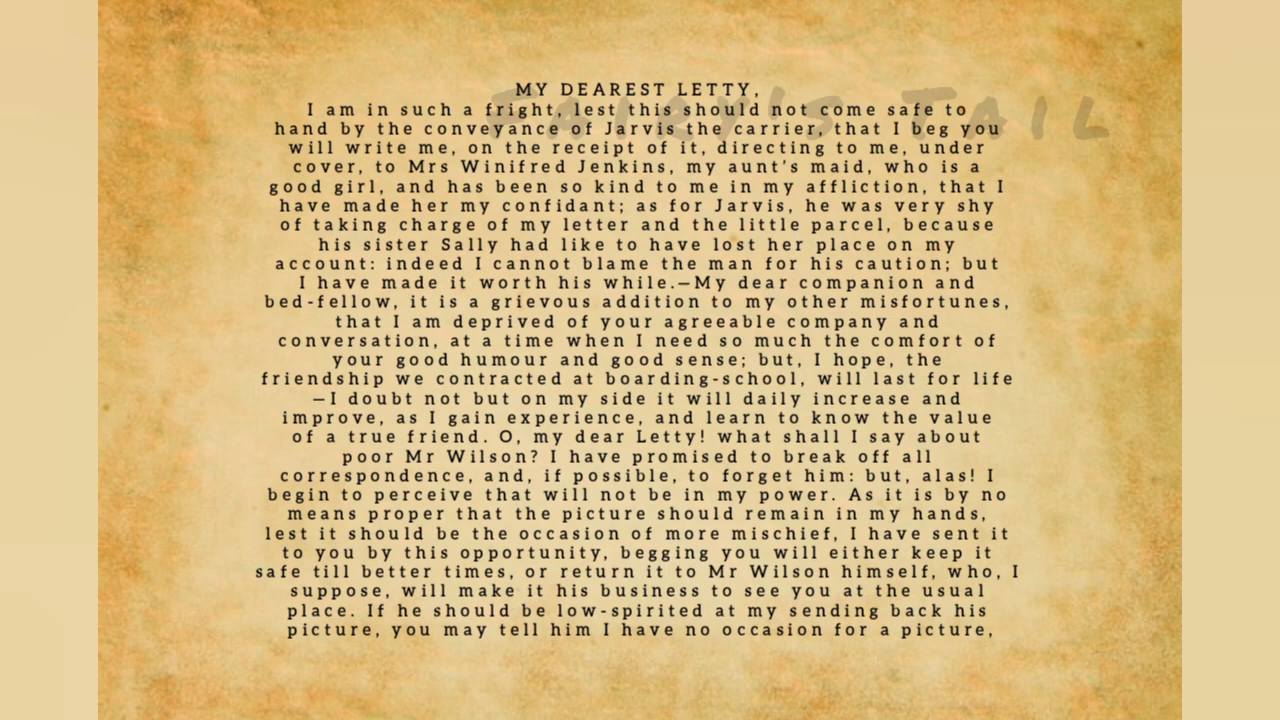 MY DEAREST LETTY,
FAIRY'S TAIL
I am in such a fright, lest this should not come safe to
hand by the conveyance of Jarvis the carrier, that I beg you
will write me, on the receipt of it, directing to me, under
cover, to Mrs Winifred Jenkins, my aunt's maid, who is a
good girl, and has been so kind to me in my affliction, that I
have made her my confidant; as for Jarvis, he was very shy
of taking charge of my letter and the little parcel, because
his sister Sally had like to have lost her place on my
account: indeed I cannot blame the man for his caution; but
I have made it worth his while.—My dear companion and
bed-fellow, it is a grievous addition to my other misfortunes,
that I am deprived of your agreeable company and
conversation, at a time when I need so much the comfort of
your good humour and good sense; but, I hope, the
friendship we contracted at boarding-school, will last for life
—I doubt not but on my side it will daily increase and
improve, as I gain experience, and learn to know the value
of a true friend. O, my dear Letty! what shall I say about
poor Mr Wilson? I have promised to break off all
correspondence, and, if possible, to forget him: but, alas! I
begin to perceive that will not be in my power. As it is by no
means proper that the picture should remain in my hands,
lest it should be the occasion of more mischief, I have sent it
to you by this opportunity, begging you will either keep it
safe till better times, or return it to Mr Wilson himself, who, I
suppose, will make it his business to see you at the usual
place. If he should be low-spirited at my sending back his
picture, you may tell him I have no occasion for a picture,